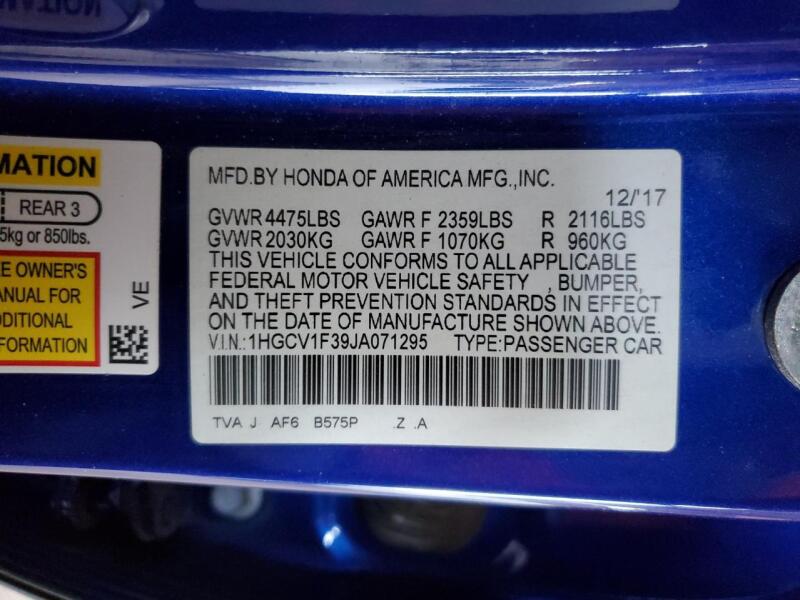 MATION
REAR 3
5kg or 850lbs.
E OWNER'S
ANUAL FOR
DDITIONAL
FORMATION
VE
MFD.BY HONDA OF AMERICA MFG.,INC.
12/'17
GVWR 4475LBS GAWR F 2359LBS R 2116LBS
GVWR 2030KG GAWR F 1070KG R 960KG
THIS VEHICLE CONFORMS TO ALL APPLICABLE
FEDERAL MOTOR VEHICLE SAFETY , BUMPER,
AND THEFT PREVENTION STANDARDS IN EFFECT
ON THE DATE OF MANUFACTURE SHOWN ABOVE.
V.I.N.:1HGCV1F39JA071295 TYPE:PASSENGER CAR
TVA J AF6 B575P .Z .A